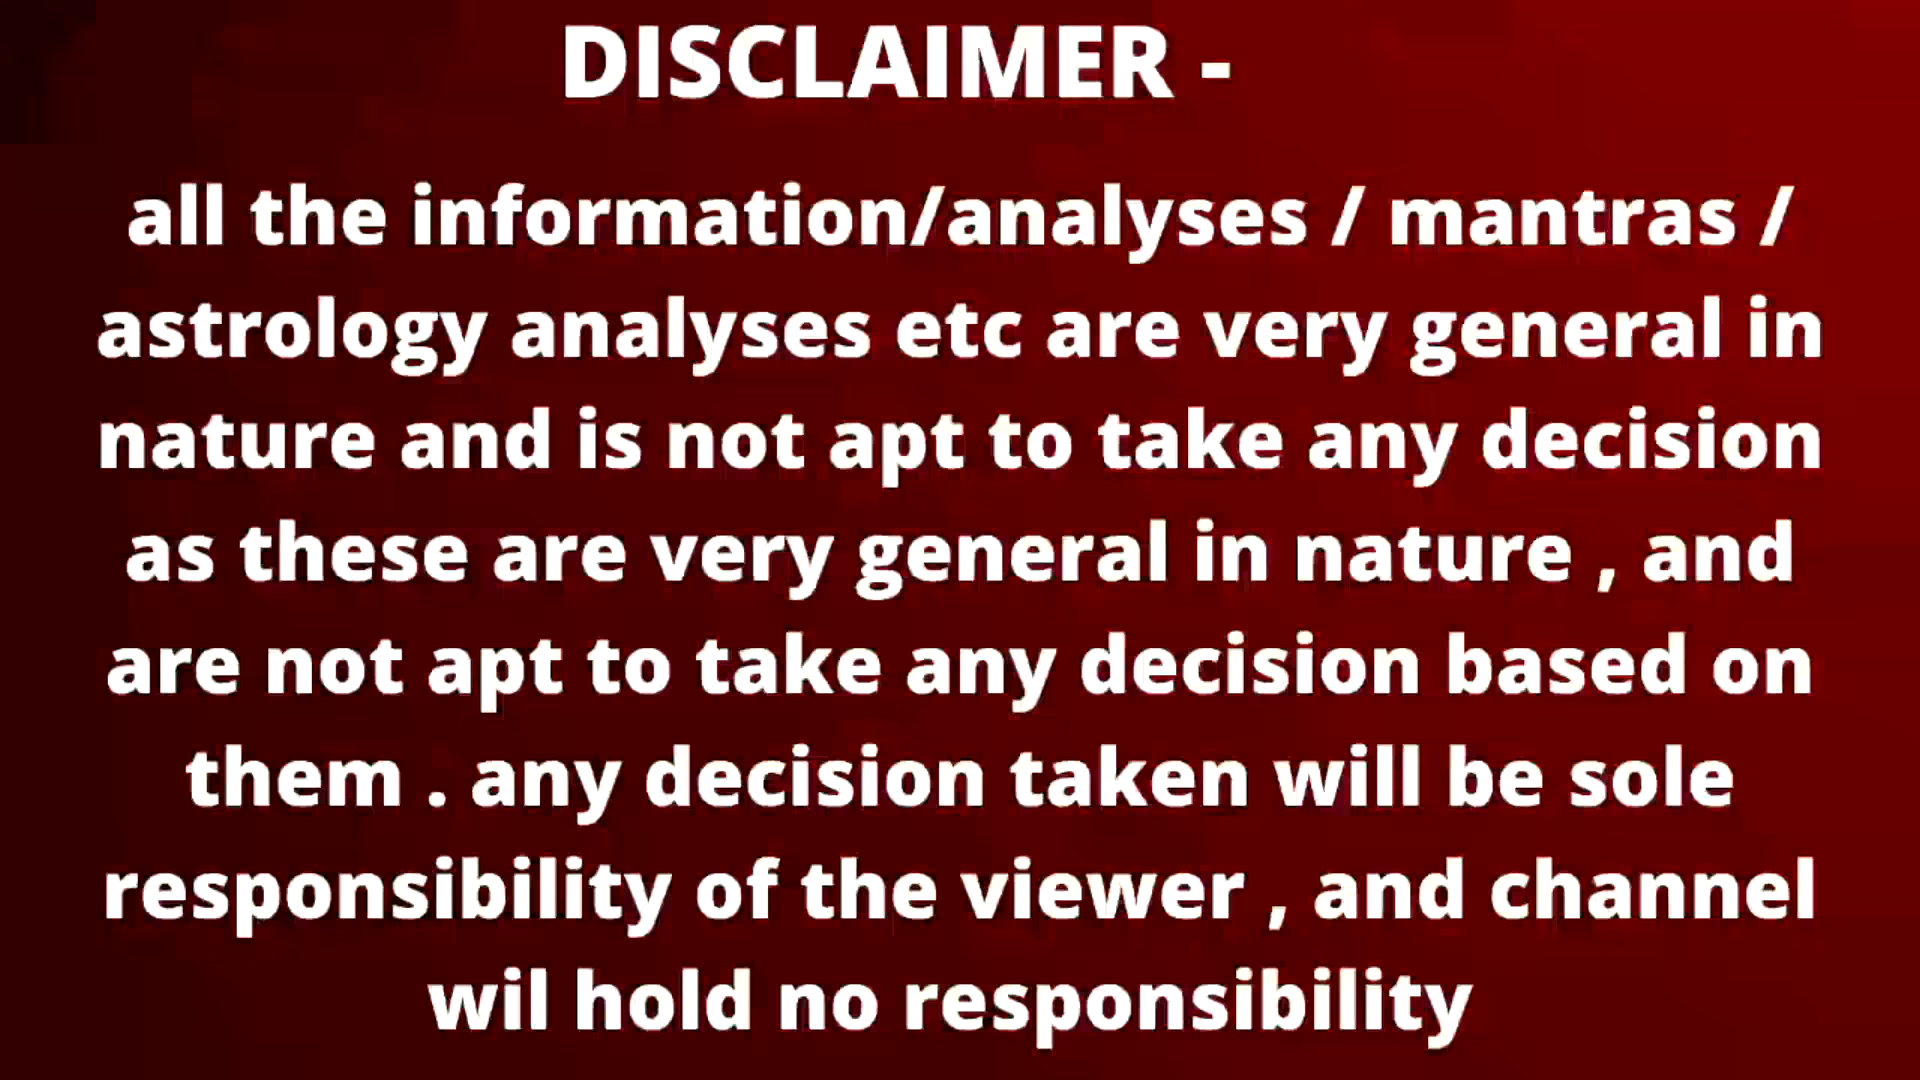 DISCLAIMER -
all the information/analyses / mantras /
astrology analyses etc are very general in
nature and is not apt to take any decision
as these are very general in nature , and
are not apt to take any decision based on
them . any decision taken will be sole
responsibility of the viewer , and channel
wil hold no responsibility